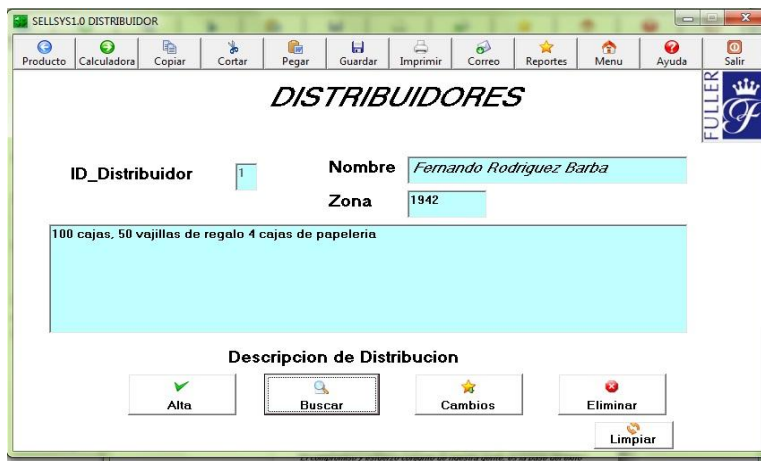 SELLSYS1.0 DISTRIBUIDOR
Producto Calculadora Copiar Cortar Pegar Guardar Imprimir Correo Reportes Menu Ayuda Salir
DISTRIBUIDORES
FULLER
ID_Distribuidor 1 Nombre Fernando Rodriguez Barba
Zona 1942
100 cajas, 50 vajillas de regalo 4 cajas de papeleria
Descripcion de Distribucion
Alta Buscar Cambios Eliminar
Limpiar